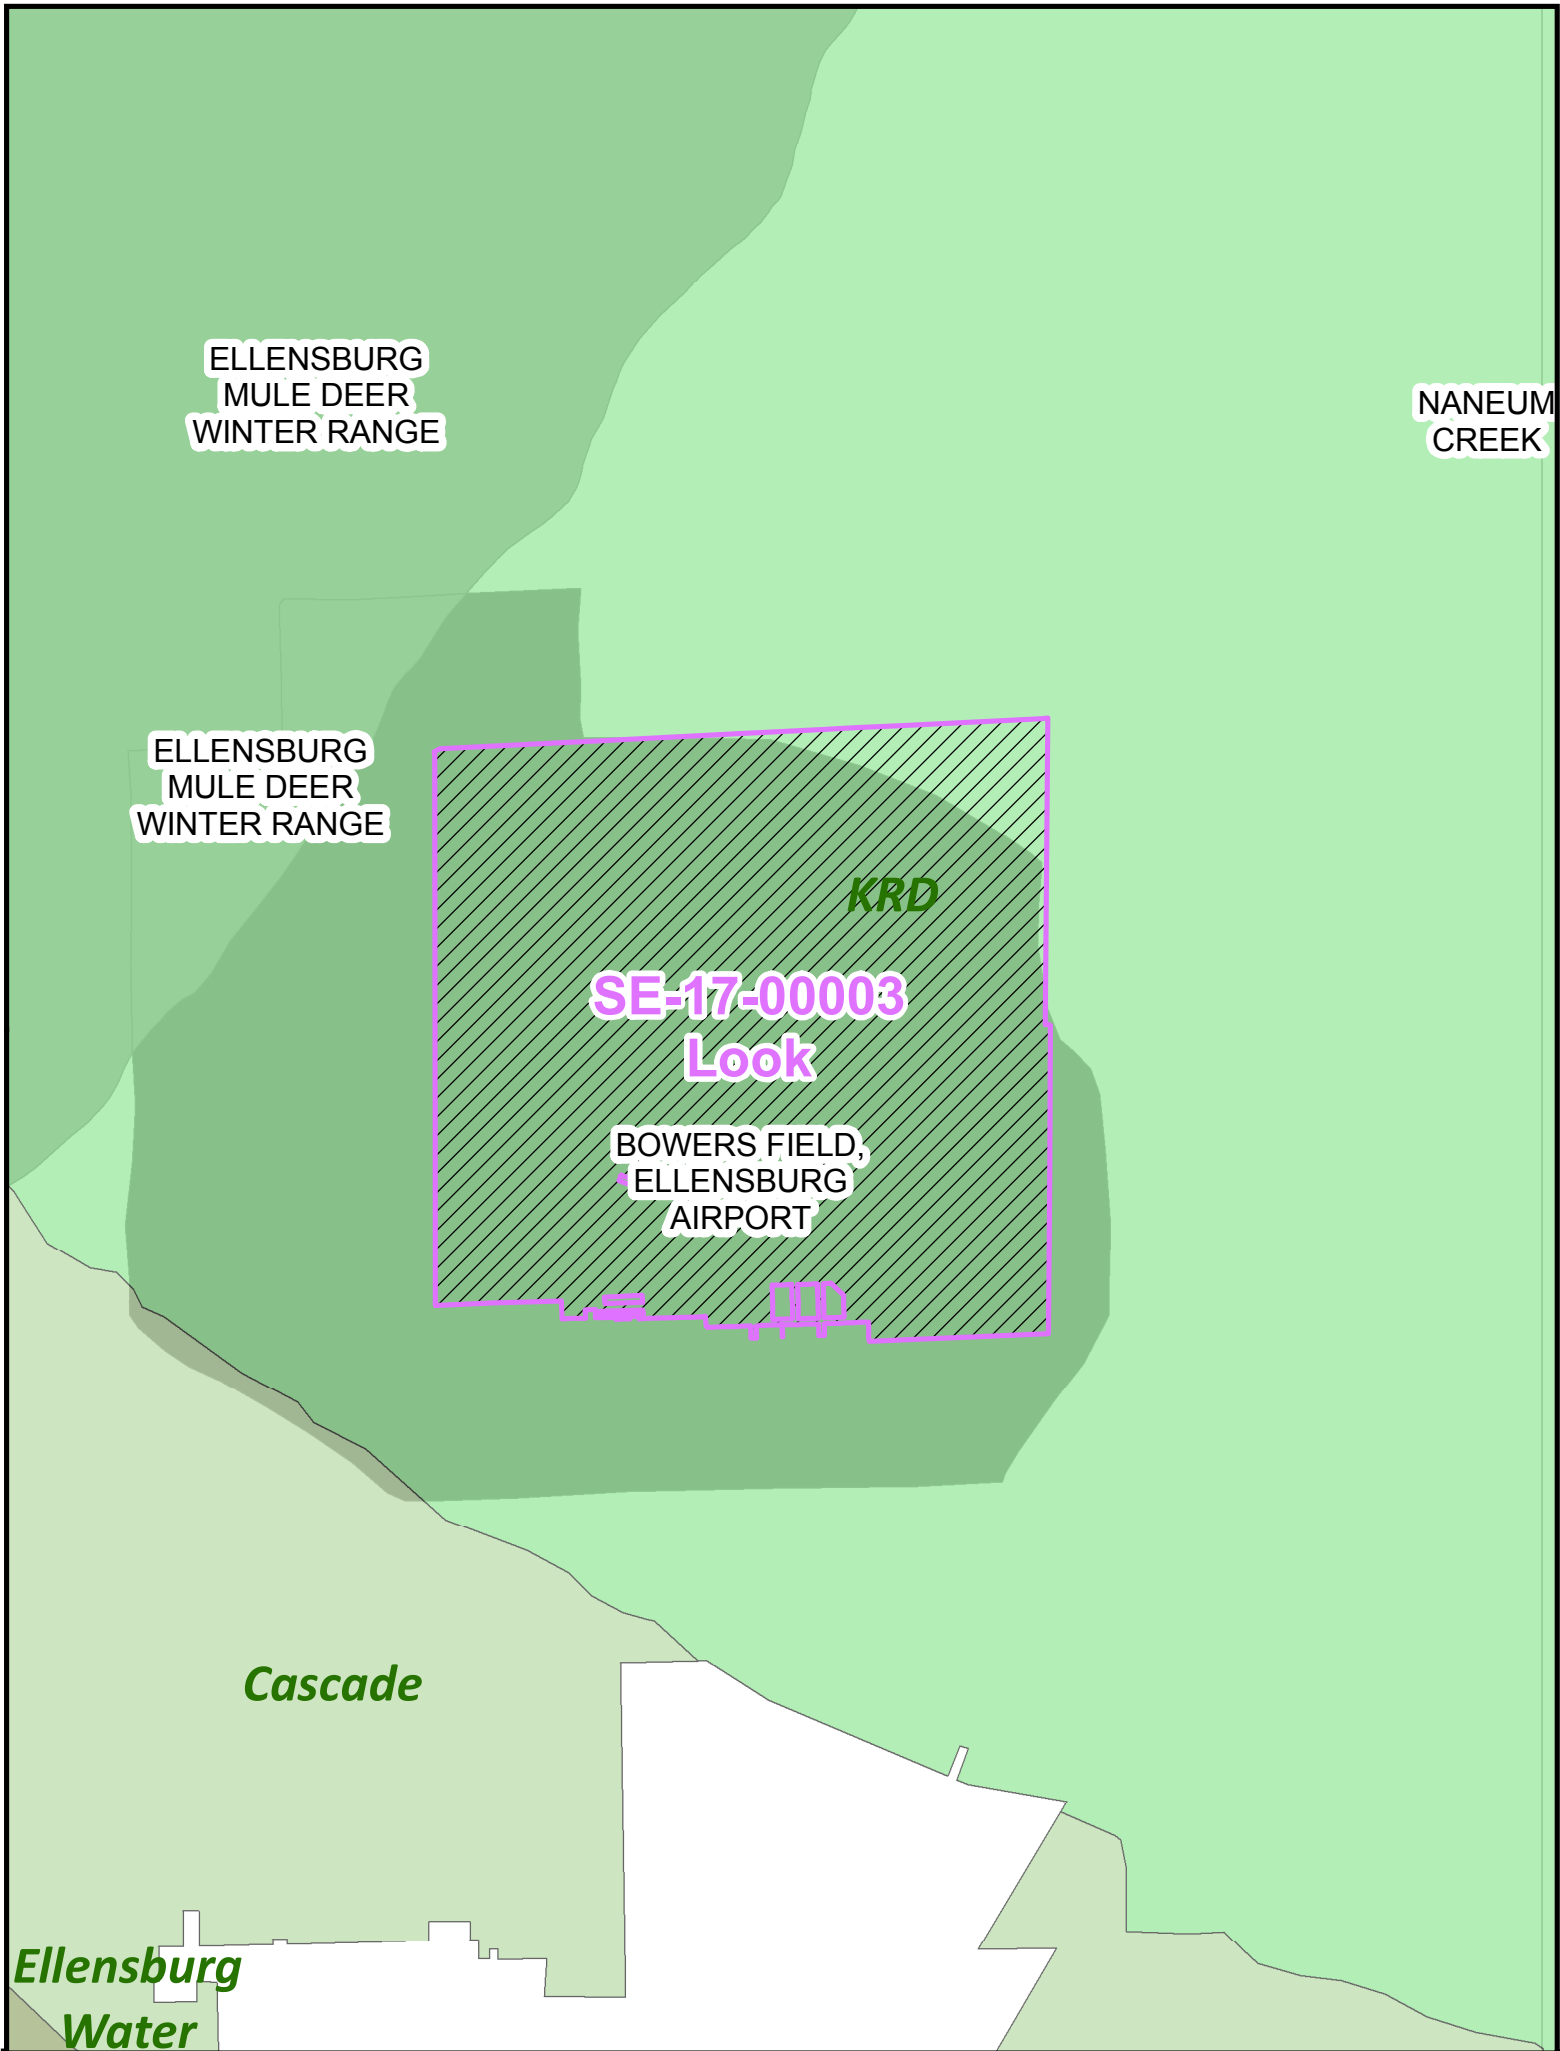 ELLENSBURG
MULE DEER
WINTER RANGE
NANEUM
CREEK
ELLENSBURG
MULE DEER
WINTER RANGE
KRD
SE-17-00003
Look
BOWERS FIELD,
ELLENSBURG
AIRPORT
Cascade
Ellensburg
Water